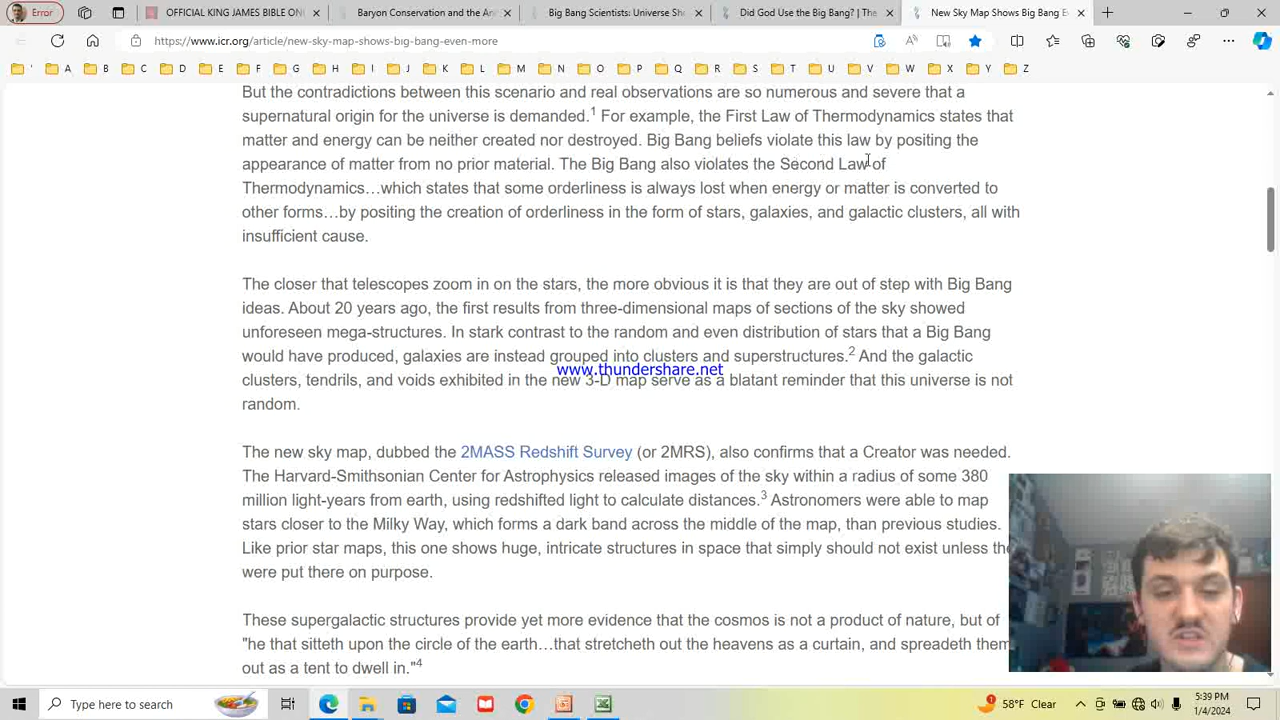 Error
OFFICIAL KING JAMES BIBLE ONL
Baryon Conservation and the Ant
Big Bang Scientists: Universe Sho
Did God Use the Big Bang? | The
New Sky Map Shows Big Bang Ev
https://www.icr.org/article/new-sky-map-shows-big-bang-even-more
' A B C D E F G H I J K L M N O P Q R S T U V W X Y Z
But the contradictions between this scenario and real observations are so numerous and severe that a
supernatural origin for the universe is demanded.1 For example, the First Law of Thermodynamics states that
matter and energy can be neither created nor destroyed. Big Bang beliefs violate this law by positing the
appearance of matter from no prior material. The Big Bang also violates the Second Law of
Thermodynamics…which states that some orderliness is always lost when energy or matter is converted to
other forms…by positing the creation of orderliness in the form of stars, galaxies, and galactic clusters, all with
insufficient cause.
The closer that telescopes zoom in on the stars, the more obvious it is that they are out of step with Big Bang
ideas. About 20 years ago, the first results from three-dimensional maps of sections of the sky showed
unforeseen mega-structures. In stark contrast to the random and even distribution of stars that a Big Bang
would have produced, galaxies are instead grouped into clusters and superstructures.2 And the galactic
www.thundershare.net
clusters, tendrils, and voids exhibited in the new 3-D map serve as a blatant reminder that this universe is not
random.
The new sky map, dubbed the 2MASS Redshift Survey (or 2MRS), also confirms that a Creator was needed.
The Harvard-Smithsonian Center for Astrophysics released images of the sky within a radius of some 380
million light-years from earth, using redshifted light to calculate distances.3 Astronomers were able to map
stars closer to the Milky Way, which forms a dark band across the middle of the map, than previous studies.
Like prior star maps, this one shows huge, intricate structures in space that simply should not exist unless the
were put there on purpose.
These supergalactic structures provide yet more evidence that the cosmos is not a product of nature, but of
"he that sitteth upon the circle of the earth…that stretcheth out the heavens as a curtain, and spreadeth them
out as a tent to dwell in."4
Type here to search
58°F Clear
5:39 PM
1/4/2024